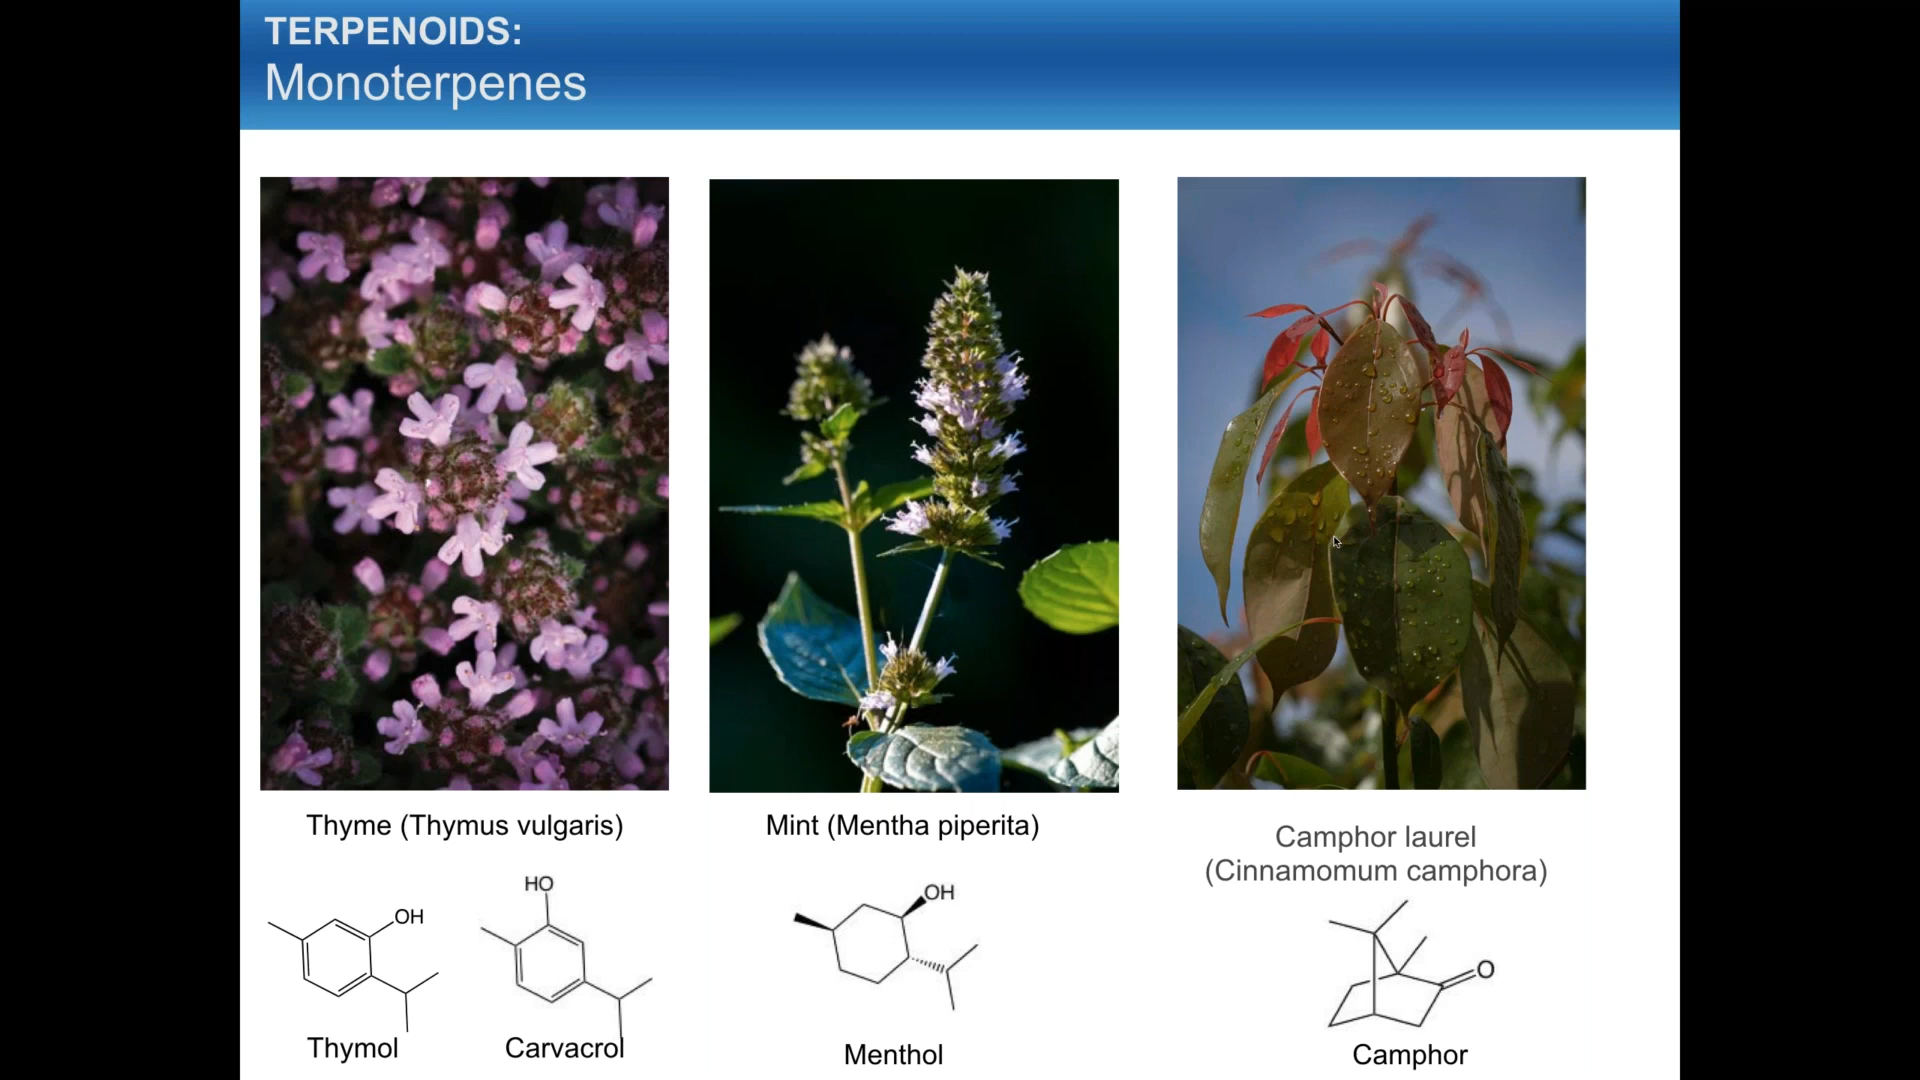 TERPENOIDS:
Monoterpenes
Thyme (Thymus vulgaris)
Mint (Mentha piperita)
Camphor laurel
(Cinnamomum camphora)
OH
HO
OH
O
Thymol
Carvacrol
Menthol
Camphor